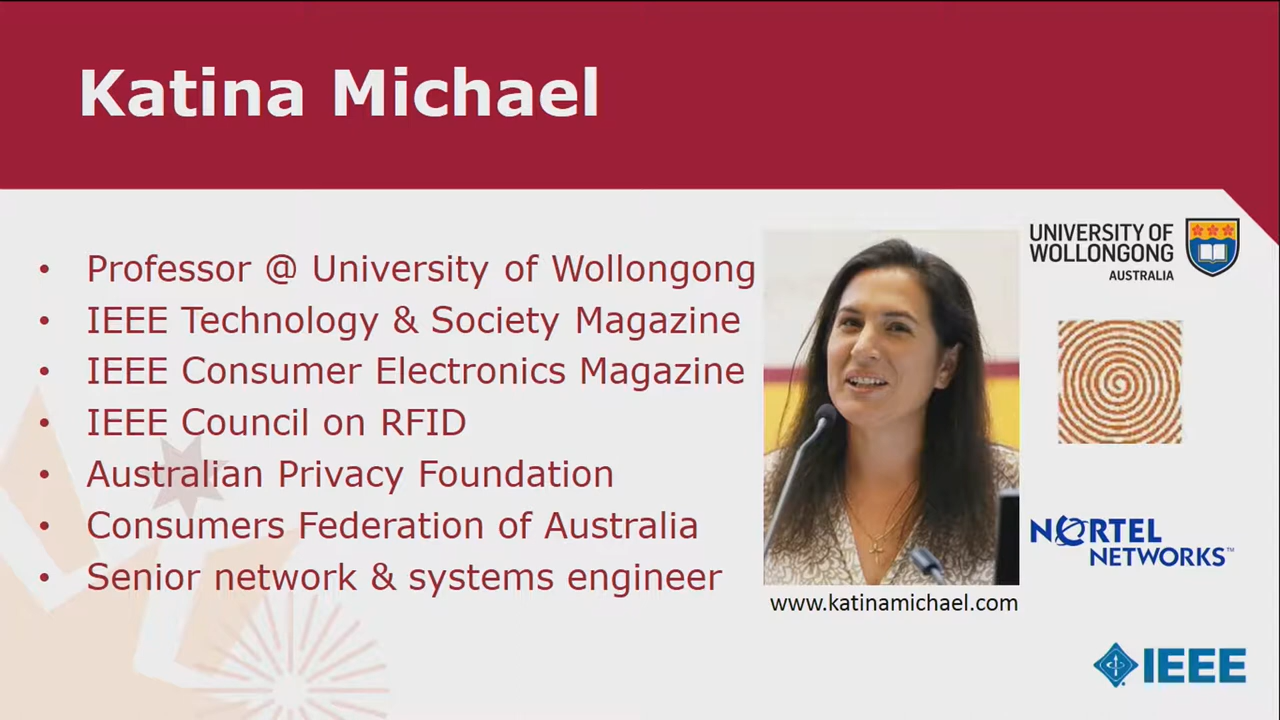 Katina Michael
• Professor @ University of Wollongong
• IEEE Technology & Society Magazine
• IEEE Consumer Electronics Magazine
• IEEE Council on RFID
• Australian Privacy Foundation
• Consumers Federation of Australia
• Senior network & systems engineer
www.katinamichael.com
UNIVERSITY OF
WOLLONGONG
AUSTRALIA
NORTEL
NETWORKS™
IEEE